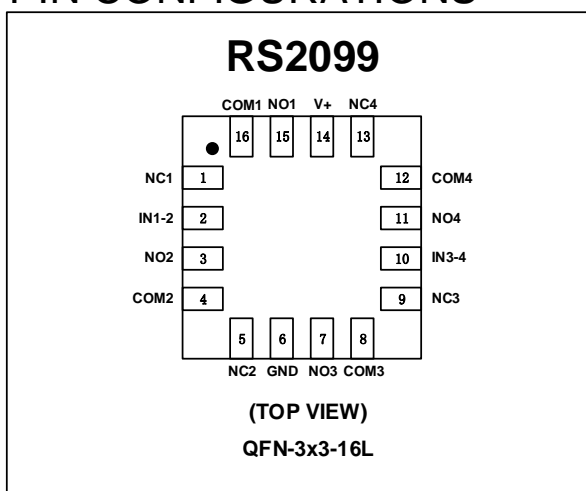 PIN CONFIGURATIONS
RS2099
COM1 NO1 V+ NC4
16 15 14 13
NC1 1 12 COM4
IN1-2 2 11 NO4
NO2 3 10 IN3-4
COM2 4 9 NC3
5 6 7 8
NC2 GND NO3 COM3
(TOP VIEW)
QFN-3x3-16L